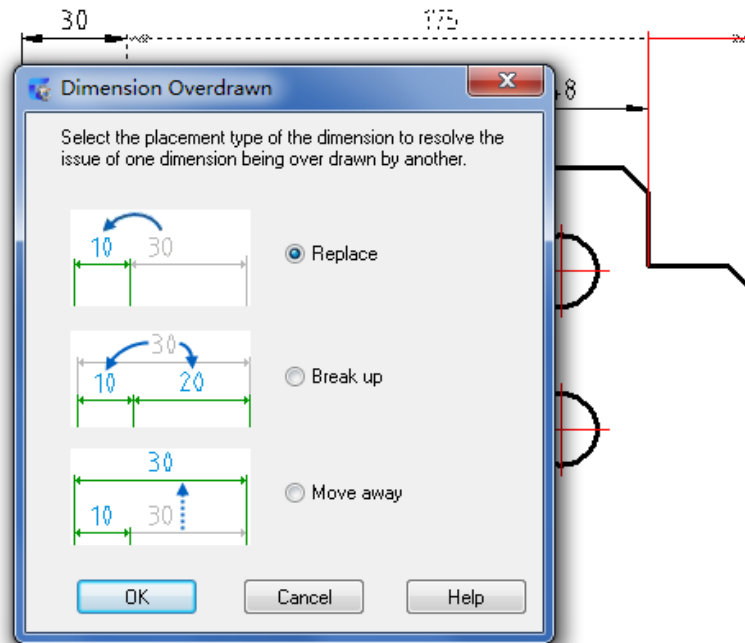 30
175
Dimension Overdrawn
48
Select the placement type of the dimension to resolve the
issue of one dimension being over drawn by another.
10 30
Replace
30
10 20
Break up
30
10 30
Move away
OK Cancel Help